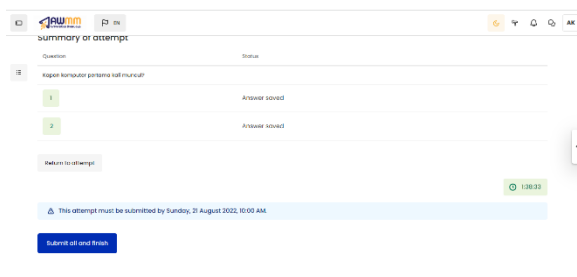 AWMM
EN
AK
Summary of attempt
Question Status
Kapan komputer pertama kali muncul?
1 Answer saved
2 Answer saved
Return to attempt
1:38:33
This attempt must be submitted by Sunday, 21 August 2022, 10:00 AM.
Submit all and finish